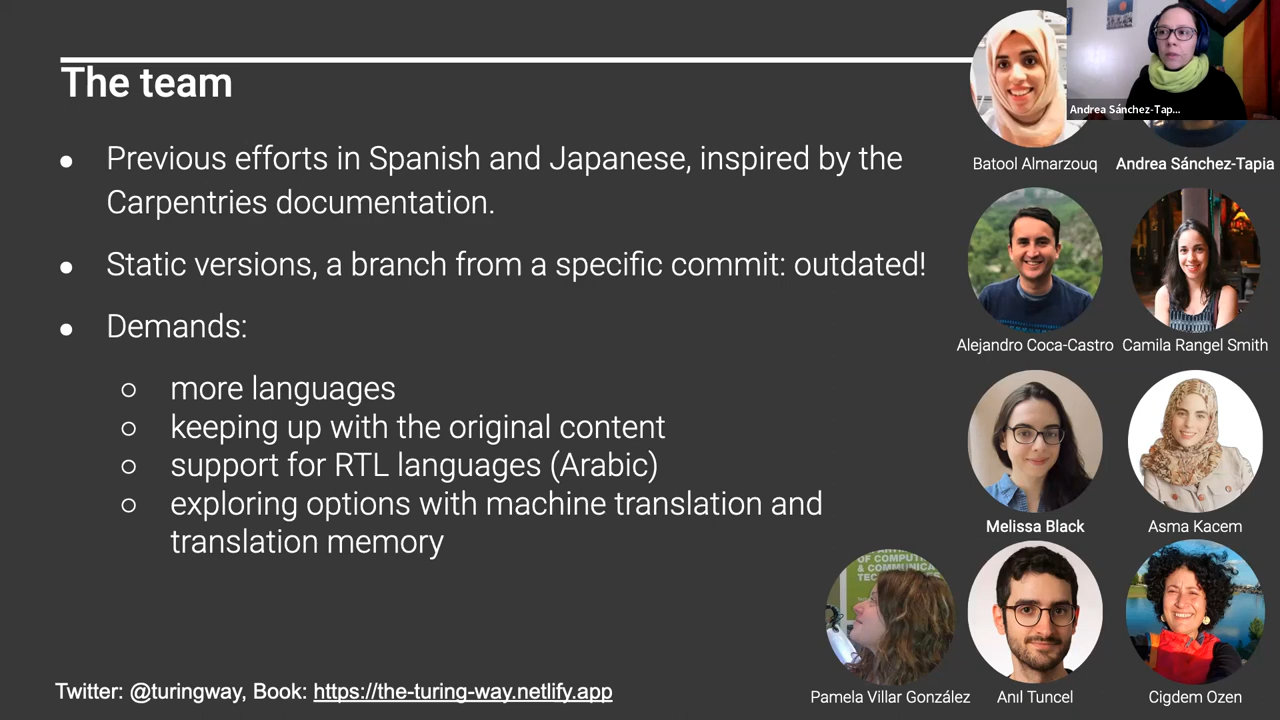 The team
● Previous efforts in Spanish and Japanese, inspired by the
Carpentries documentation.
● Static versions, a branch from a specific commit: outdated!
● Demands:
○ more languages
○ keeping up with the original content
○ support for RTL languages (Arabic)
○ exploring options with machine translation and
translation memory
Twitter: @turingway, Book: https://the-turing-way.netlify.app
Andrea Sánchez-Tap...
Batool Almarzouq
Andrea Sánchez-Tapia
Alejandro Coca-Castro
Camila Rangel Smith
Melissa Black
Asma Kacem
OF COMPUT
& COMMUNICA
Pamela Villar González
Anıl Tuncel
Cigdem Ozen